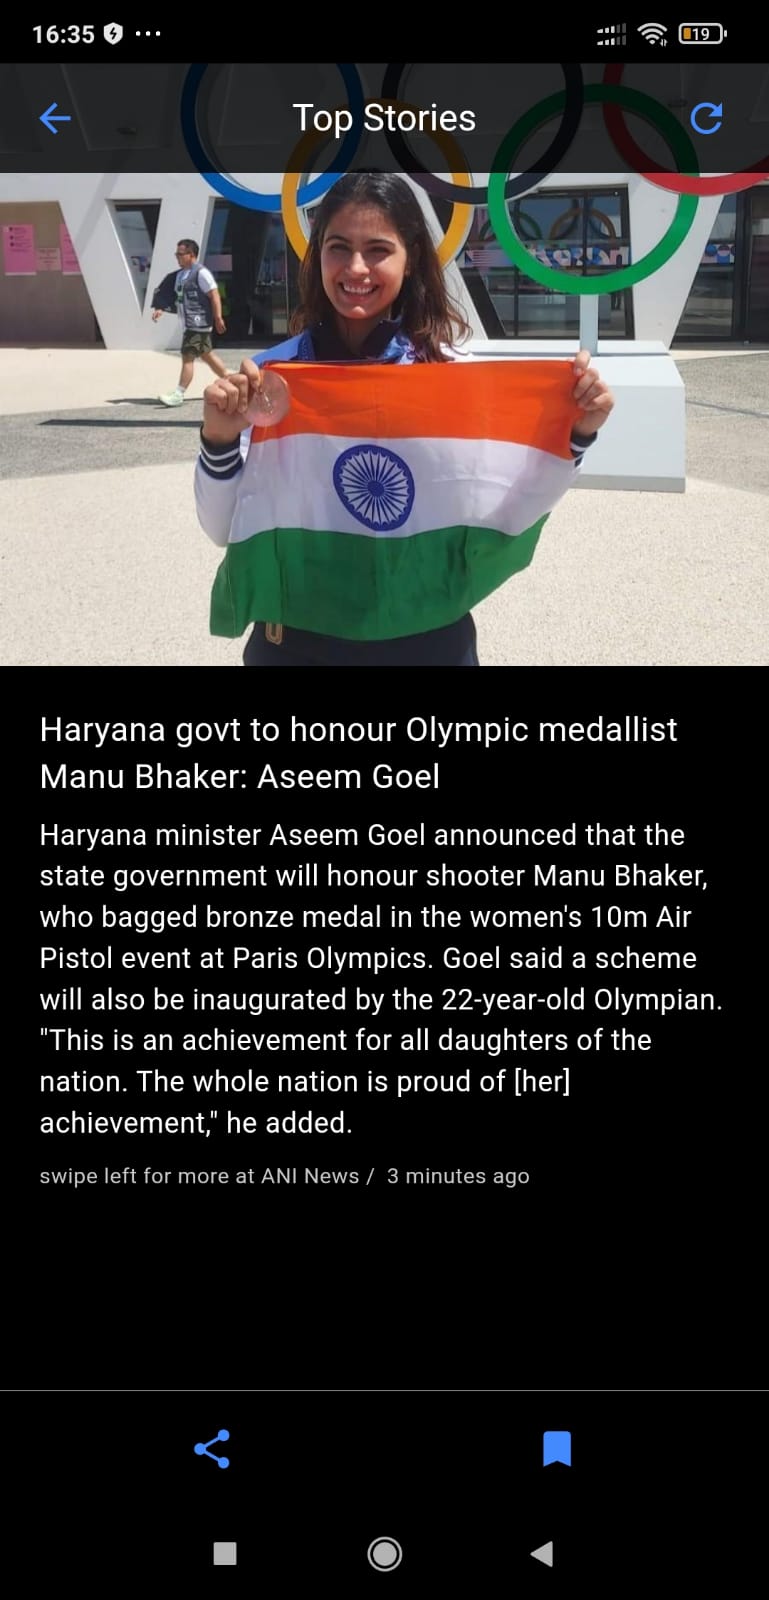 16:35
19
Top Stories
Haryana govt to honour Olympic medallist
Manu Bhaker: Aseem Goel
Haryana minister Aseem Goel announced that the
state government will honour shooter Manu Bhaker,
who bagged bronze medal in the women's 10m Air
Pistol event at Paris Olympics. Goel said a scheme
will also be inaugurated by the 22-year-old Olympian.
"This is an achievement for all daughters of the
nation. The whole nation is proud of [her]
achievement," he added.
swipe left for more at ANI News / 3 minutes ago